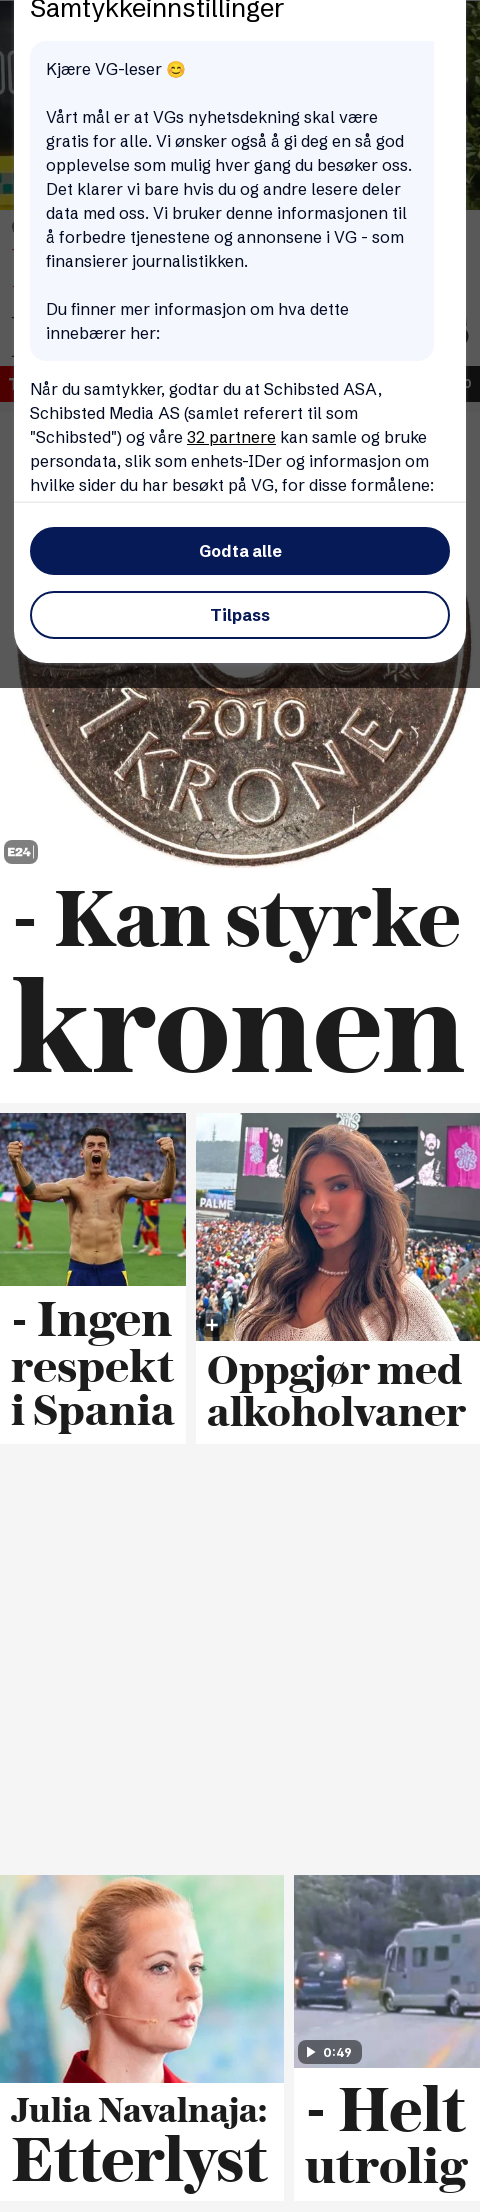 Samtykkeinnstillinger
Kjære VG-leser 😊
Vårt mål er at VGs nyhetsdekning skal være
gratis for alle. Vi ønsker også å gi deg en så god
opplevelse som mulig hver gang du besøker oss.
Det klarer vi bare hvis du og andre lesere deler
data med oss. Vi bruker denne informasjonen til
å forbedre tjenestene og annonsene i VG - som
finansierer journalistikken.
Du finner mer informasjon om hva dette
innebærer her:
Når du samtykker, godtar du at Schibsted ASA,
Schibsted Media AS (samlet referert til som
"Schibsted") og våre 32 partnere kan samle og bruke
persondata, slik som enhets-IDer og informasjon om
hvilke sider du har besøkt på VG, for disse formålene:
Godta alle
Tilpass
2010
1 KRONE
E24
- Kan styrke
kronen
PALME
- Ingen
respekt
i Spania
Oppgjør med
alkoholvaner
Julia Navalnaja:
Etterlyst
0:49
- Helt
utrolig